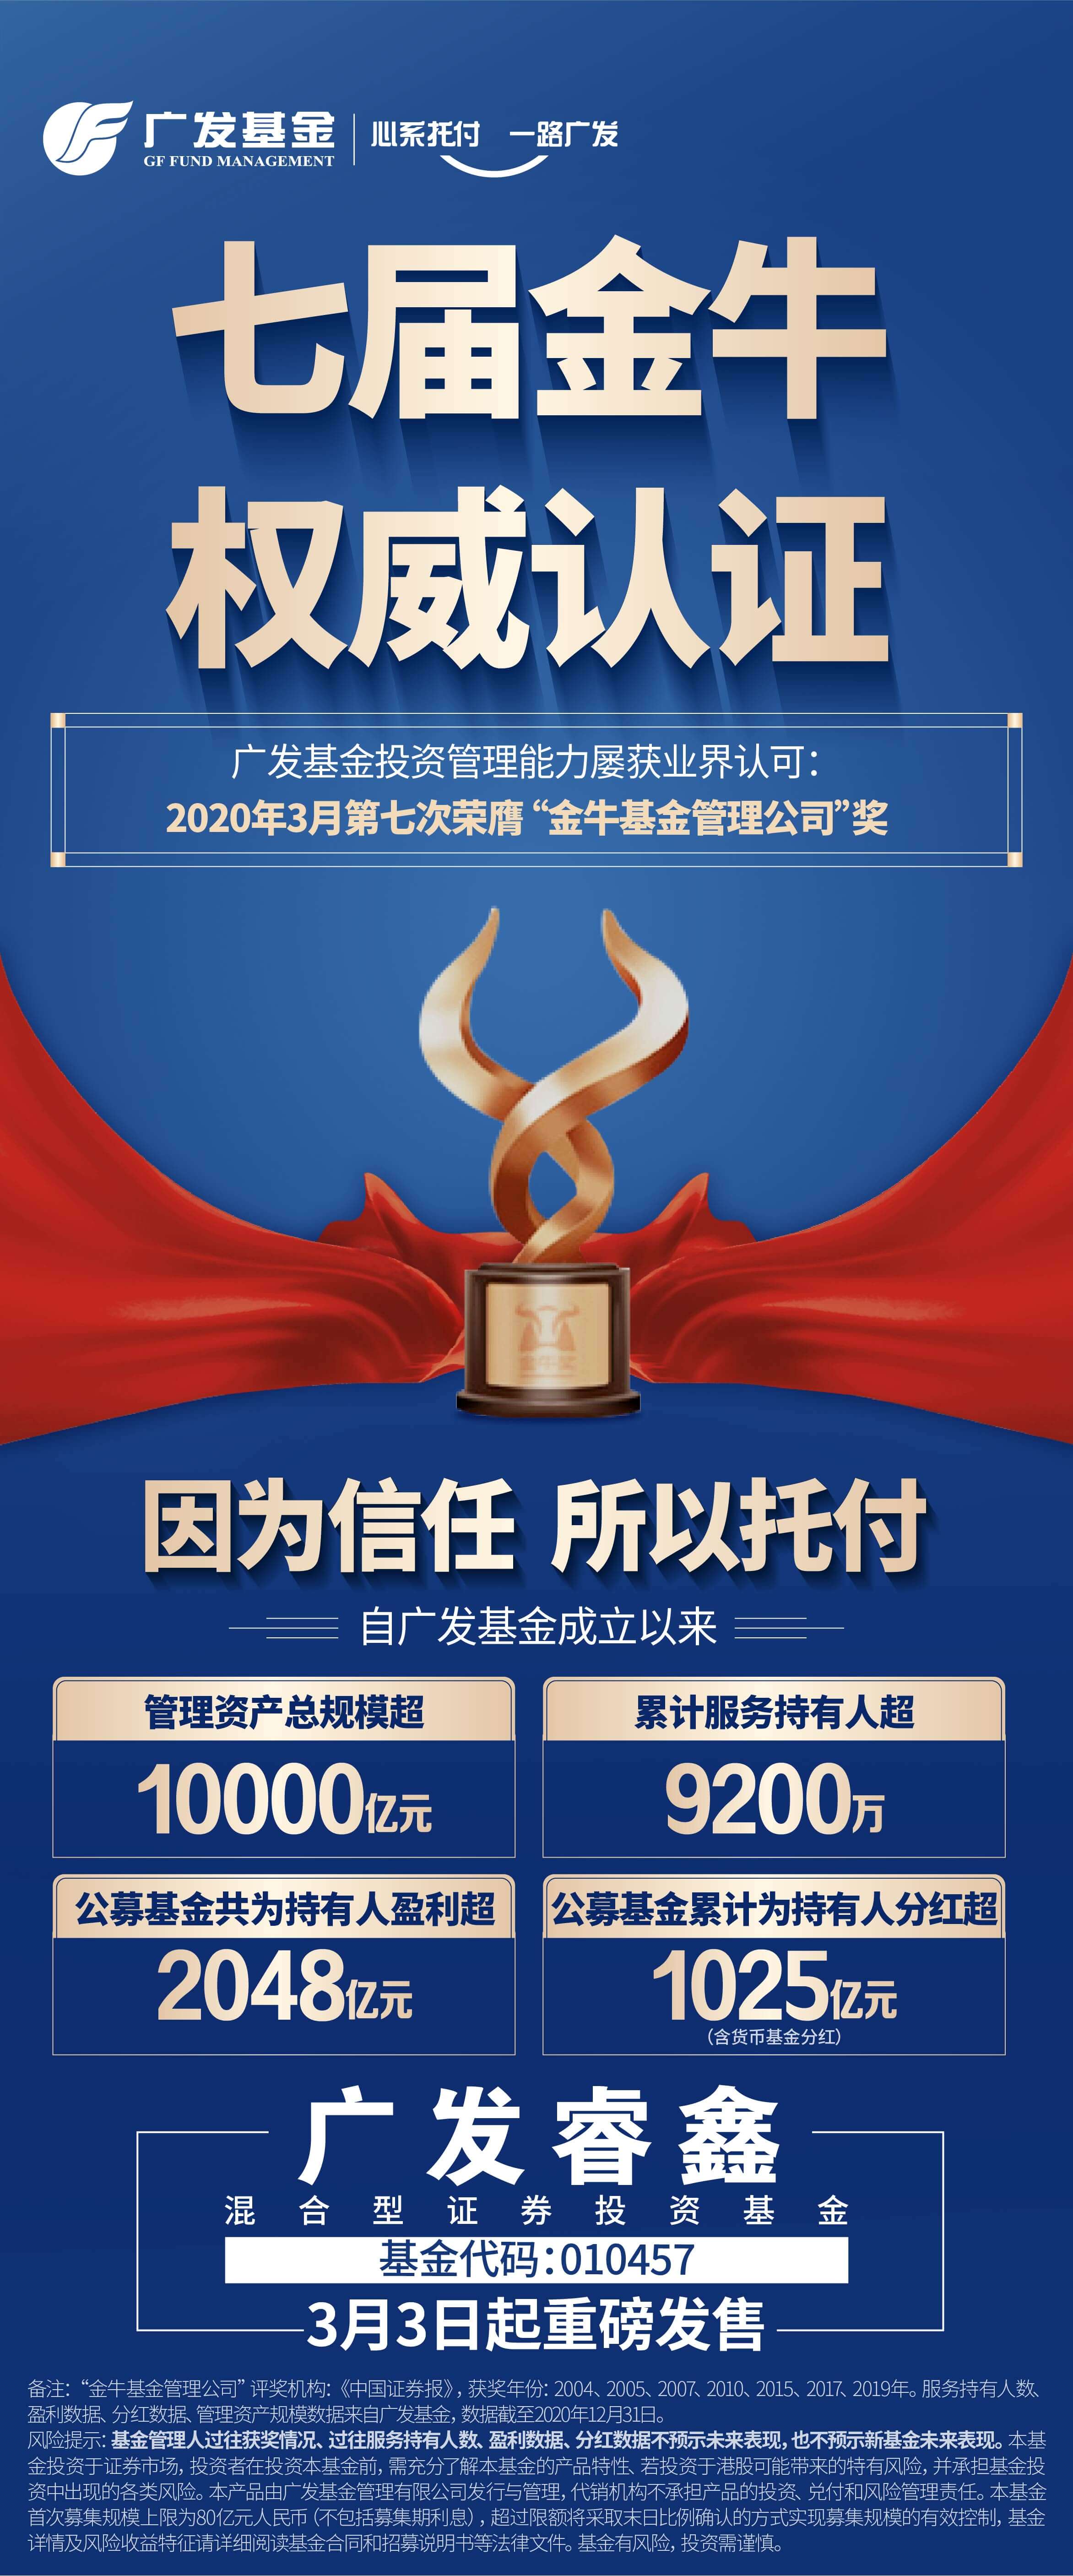 广发基金
GF FUND MANAGEMENT
心系托付 一路广发
七届金牛
权威认证
广发基金投资管理能力屡获业界认可：
2020年3月第七次荣膺“金牛基金管理公司”奖
金牛奖
因为信任 所以托付
自广发基金成立以来
管理资产总规模超
10000亿元
累计服务持有人超
9200万
公募基金共为持有人盈利超
2048亿元
公募基金累计为持有人分红超
1025亿元
（含货币基金分红）
广发睿鑫
混合型证券投资基金
基金代码：010457
3月3日起重磅发售
备注：“金牛基金管理公司”评奖机构：《中国证券报》，获奖年份：2004、2005、2007、2010、2015、2017、2019年。服务持有人数、
盈利数据、分红数据、管理资产规模数据来自广发基金，数据截至2020年12月31日。
风险提示：基金管理人过往获奖情况、过往服务持有人数、盈利数据、分红数据不预示未来表现，也不预示新基金未来表现。本基
金投资于证券市场，投资者在投资本基金前，需充分了解本基金的产品特性、若投资于港股可能带来的特有风险，并承担基金投
资中出现的各类风险。本产品由广发基金管理有限公司发行与管理，代销机构不承担产品的投资、兑付和风险管理责任。本基金
首次募集规模上限为80亿元人民币（不包括募集期利息），超过限额将采取末日比例确认的方式实现募集规模的有效控制，基金
详情及风险收益特征请详细阅读基金合同和招募说明书等法律文件。基金有风险，投资需谨慎。